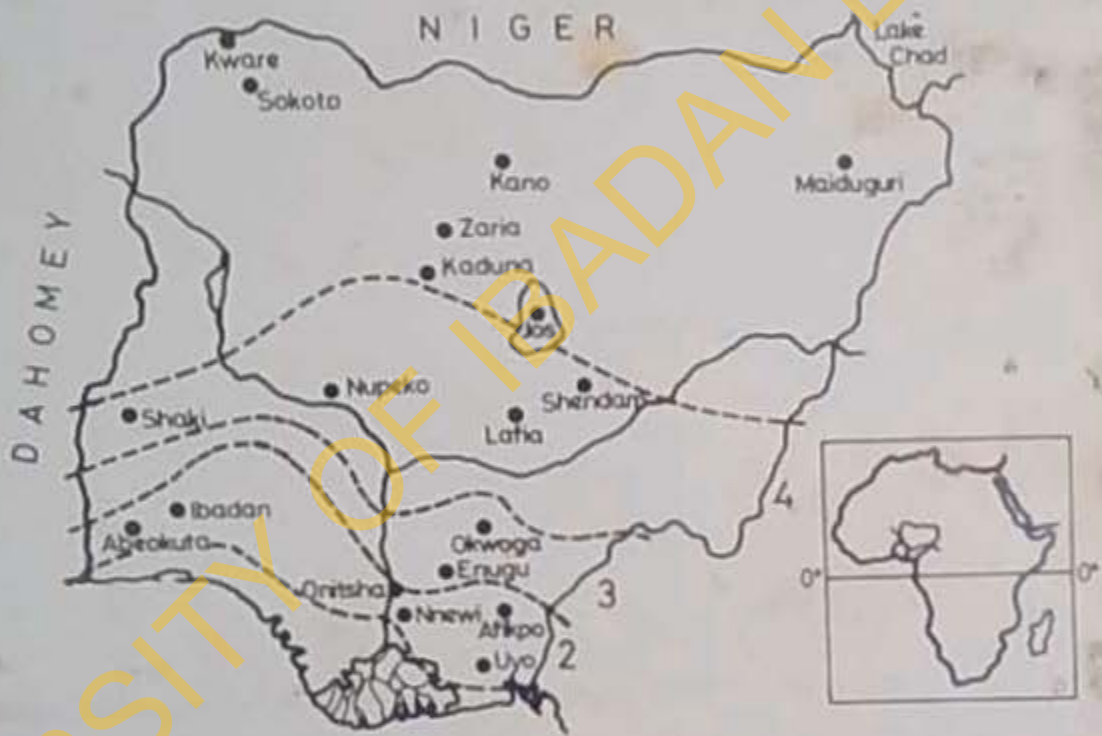 NIGER
Lake
Chad
Kware
Sokoto
Kano
Maiduguri
Zaria
Kaduna
DAHOMEY
Jos
Nupeko
Shendam
Shaki
Lafia
4
Ibadan
Okwoga
Abeokuta
Enugu
Onitsha
3
Nnewi
Afikpo
2
Uyo
0°
0°
UNIVERSITY OF IBADAN